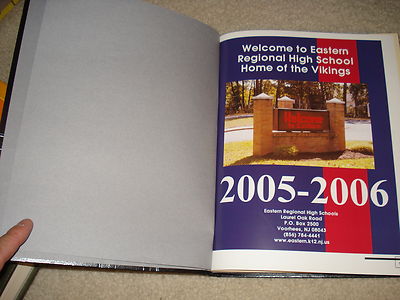 Welcome to Eastern
Regional High School
Home of the Vikings
Welcome
2005-2006
Eastern Regional High Schools
Laurel Oak Road
P.O. Box 2500
Voorhees, NJ 08043
(856) 784-4441
www.eastern.k12.nj.us